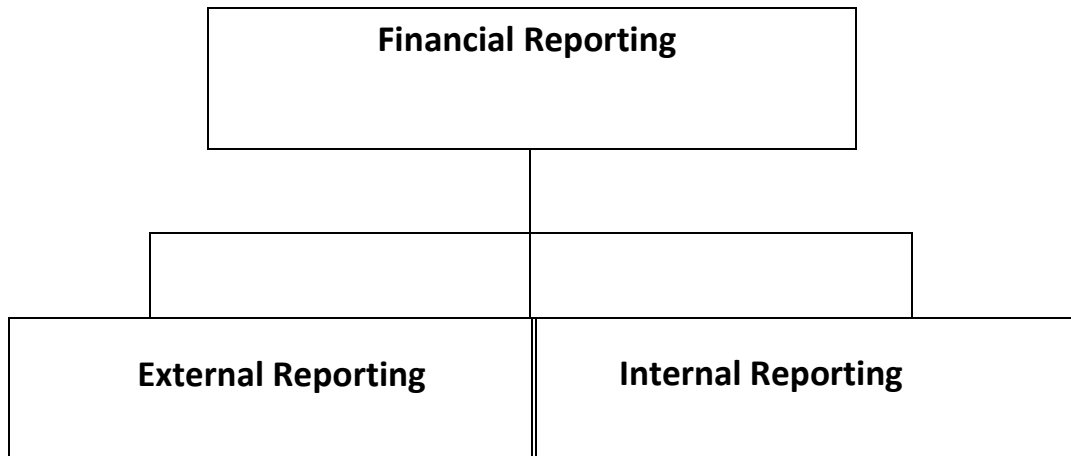 Financial Reporting
External Reporting
Internal Reporting